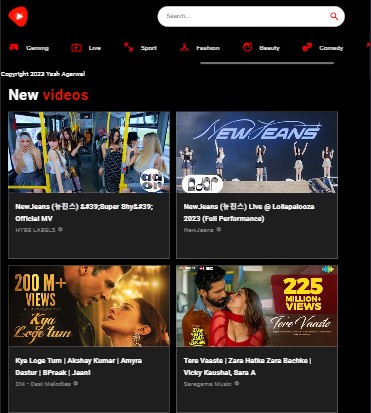 Search...
Gaming
Live
Sport
Fashion
Beauty
Comedy
Copyright 2023 Yash Agarwal
New videos
NEWJEANS
NewJeans (뉴진스) &#39;Super Shy&#39;
Official MV
HYBE LABELS
NewJeans (뉴진스) Live @ Lollapalooza
2023 (Full Performance)
NewJeans
200 M+
VIEWS
Kya
Loge tum
225
MILLION+
VIEWS
Tere Vaaste
Kya Loge Tum | Akshay Kumar | Amyra
Dastur | BPraak | Jaani
DM - Desi Melodies
Tere Vaaste | Zara Hatke Zara Bachke |
Vicky Kaushal, Sara A
Saregama Music